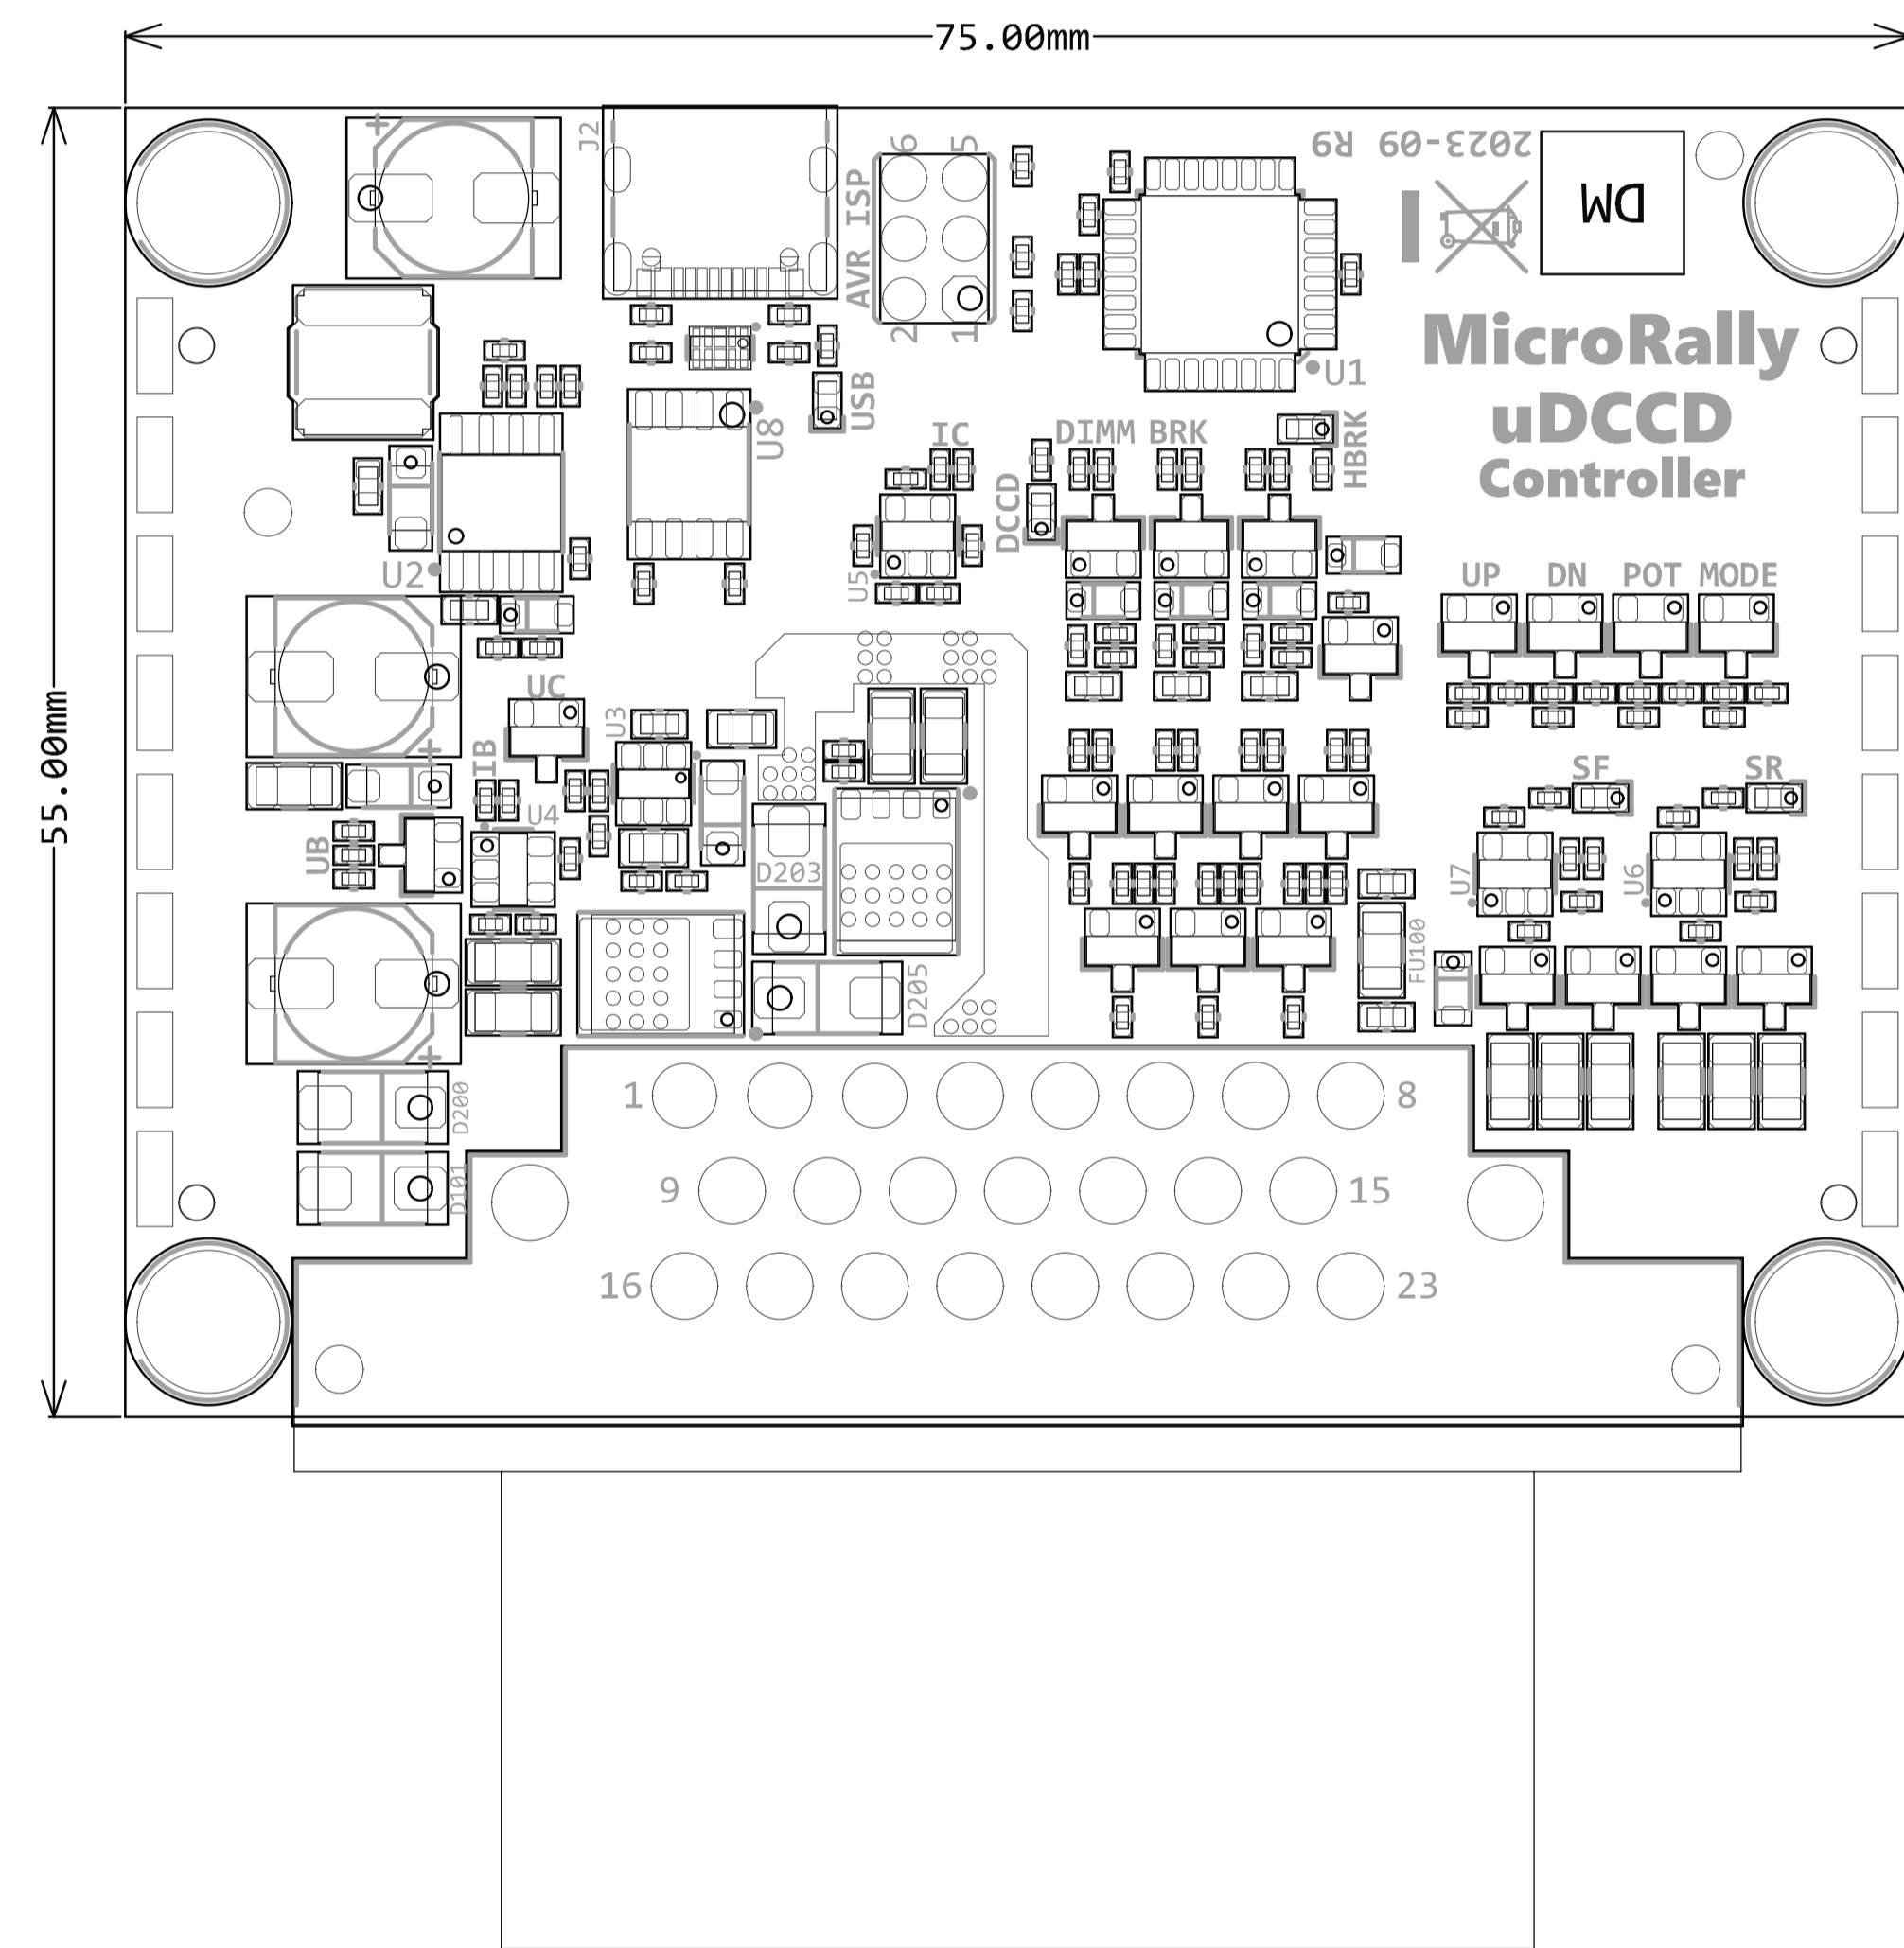 75.00mm
55.00mm
J2
6
5
AVR ISP
2
1
2023-09 R9
DM
U1
MicroRally
uDCCD
Controller
USB
U8
IC
DIMM
BRK
HBRK
DCCD
U5
U2
UP
DN
POT
MODE
UC
U3
IB
U4
UB
D203
SF
SR
U7
U6
FU100
D205
D200
D101
1
8
9
15
16
23